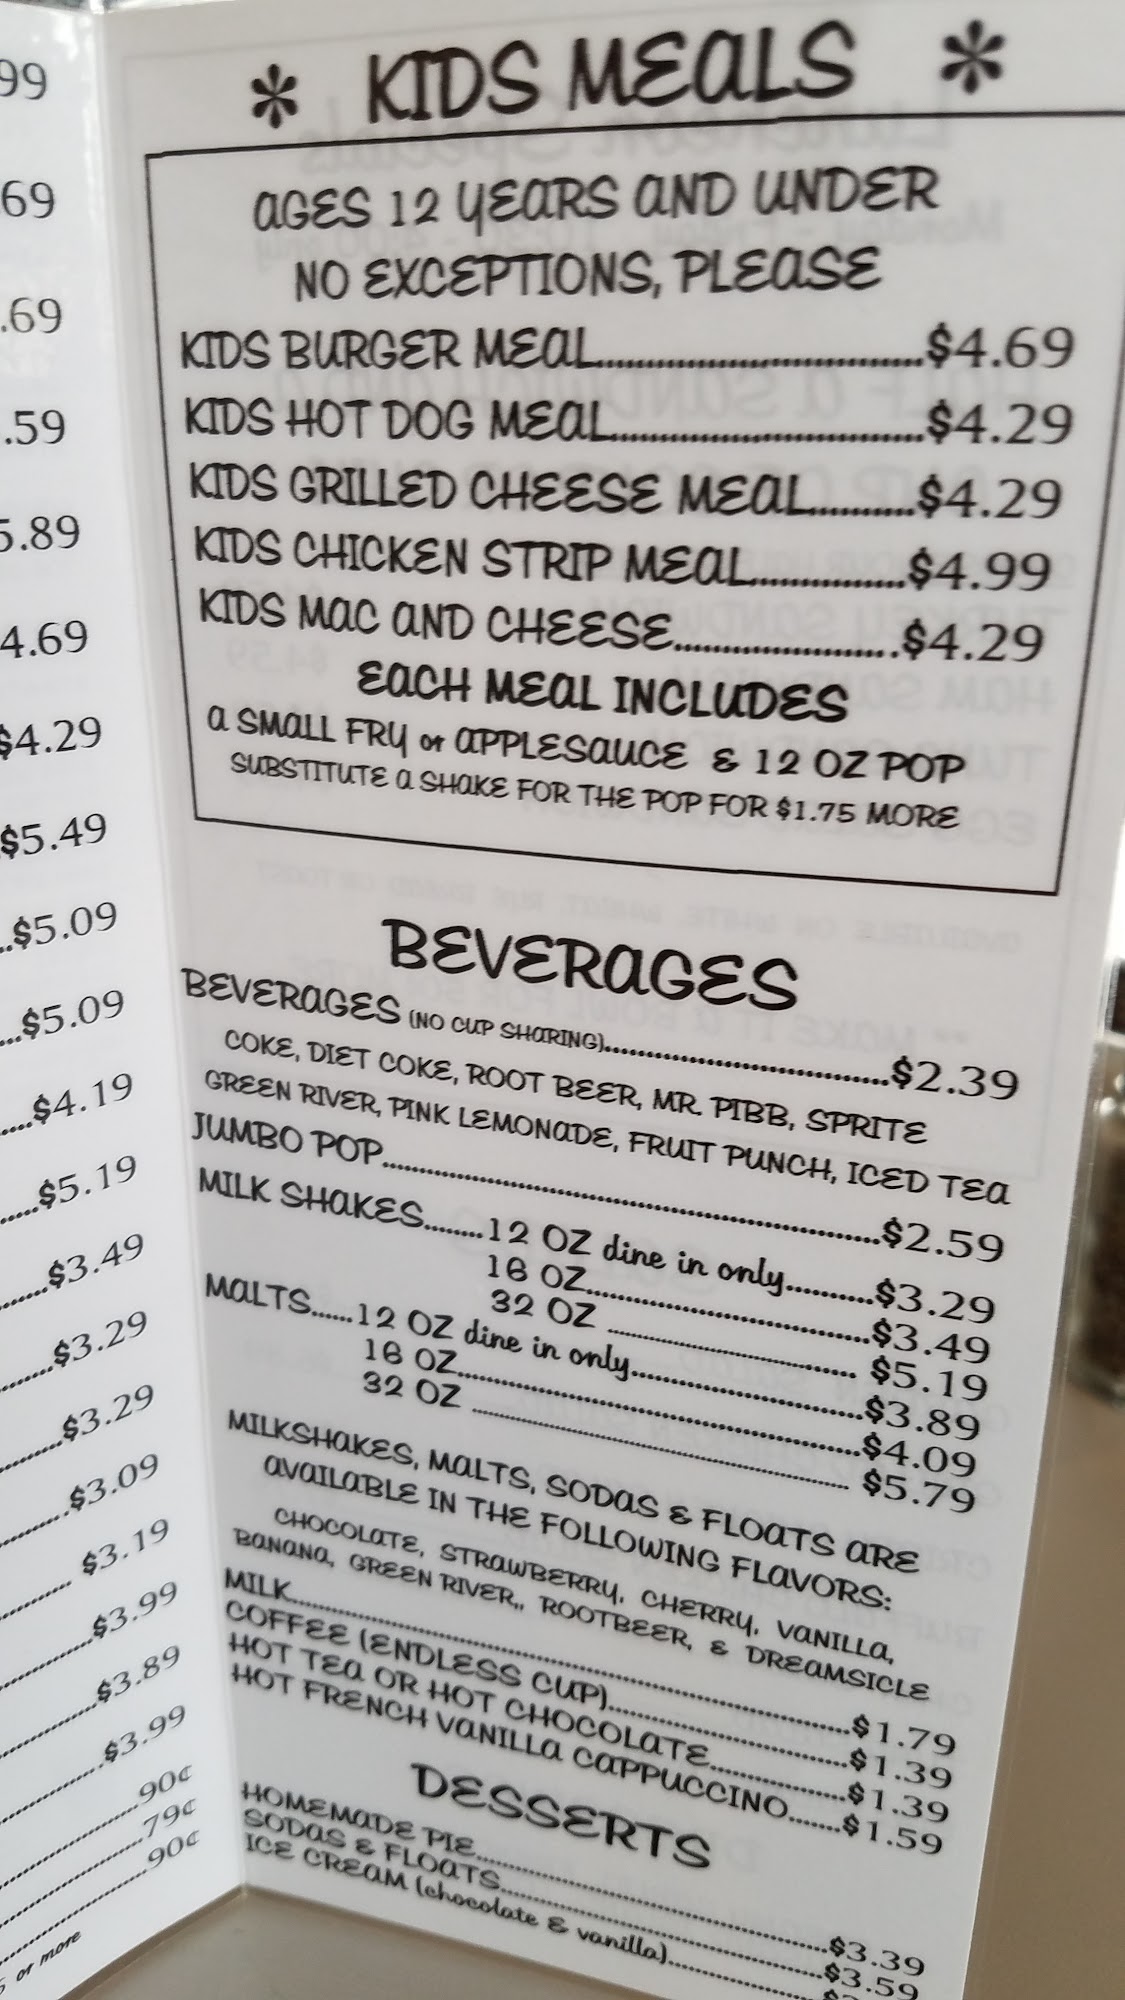 99
69
.69
.59
5.89
4.69
$4.29
$5.49
$5.09
$5.09
$4.19
$5.19
$3.49
$3.29
$3.29
$3.09
$3.19
$3.99
$3.89
$3.99
90¢
79¢
90¢
or more
* KIDS MEALS *
AGES 12 YEARS AND UNDER
NO EXCEPTIONS, PLEASE
KIDS BURGER MEAL....................$4.69
KIDS HOT DOG MEAL....................$4.29
KIDS GRILLED CHEESE MEAL..........$4.29
KIDS CHICKEN STRIP MEAL..............$4.99
KIDS MAC AND CHEESE....................$4.29
EACH MEAL INCLUDES
A SMALL FRY or APPLESAUCE & 12 OZ POP
SUBSTITUTE A SHAKE FOR THE POP FOR $1.75 MORE
BEVERAGES
BEVERAGES (NO CUP SHARING)....................$2.39
COKE, DIET COKE, ROOT BEER, MR. PIBB, SPRITE
GREEN RIVER, PINK LEMONADE, FRUIT PUNCH, ICED TEA
JUMBO POP....................$2.59
MILK SHAKES........12 OZ dine in only..........$3.29
16 OZ....................$3.49
32 OZ ....................$5.19
MALTS......12 OZ dine in only....................$3.89
16 OZ....................$4.09
32 OZ ....................$5.79
MILKSHAKES, MALTS, SODAS & FLOATS ARE
AVAILABLE IN THE FOLLOWING FLAVORS:
CHOCOLATE, STRAWBERRY, CHERRY, VANILLA,
BANANA, GREEN RIVER,, ROOTBEER, & DREAMSICLE
MILK....................$1.79
COFFEE (ENDLESS CUP)....................$1.39
HOT TEA OR HOT CHOCOLATE....................$1.39
HOT FRENCH VANILLA CAPPUCCINO.......$1.59
DESSERTS
HOMEMADE PIE....................$3.39
SODAS & FLOATS....................$3.59
ICE CREAM (chocolate & vanilla)....................